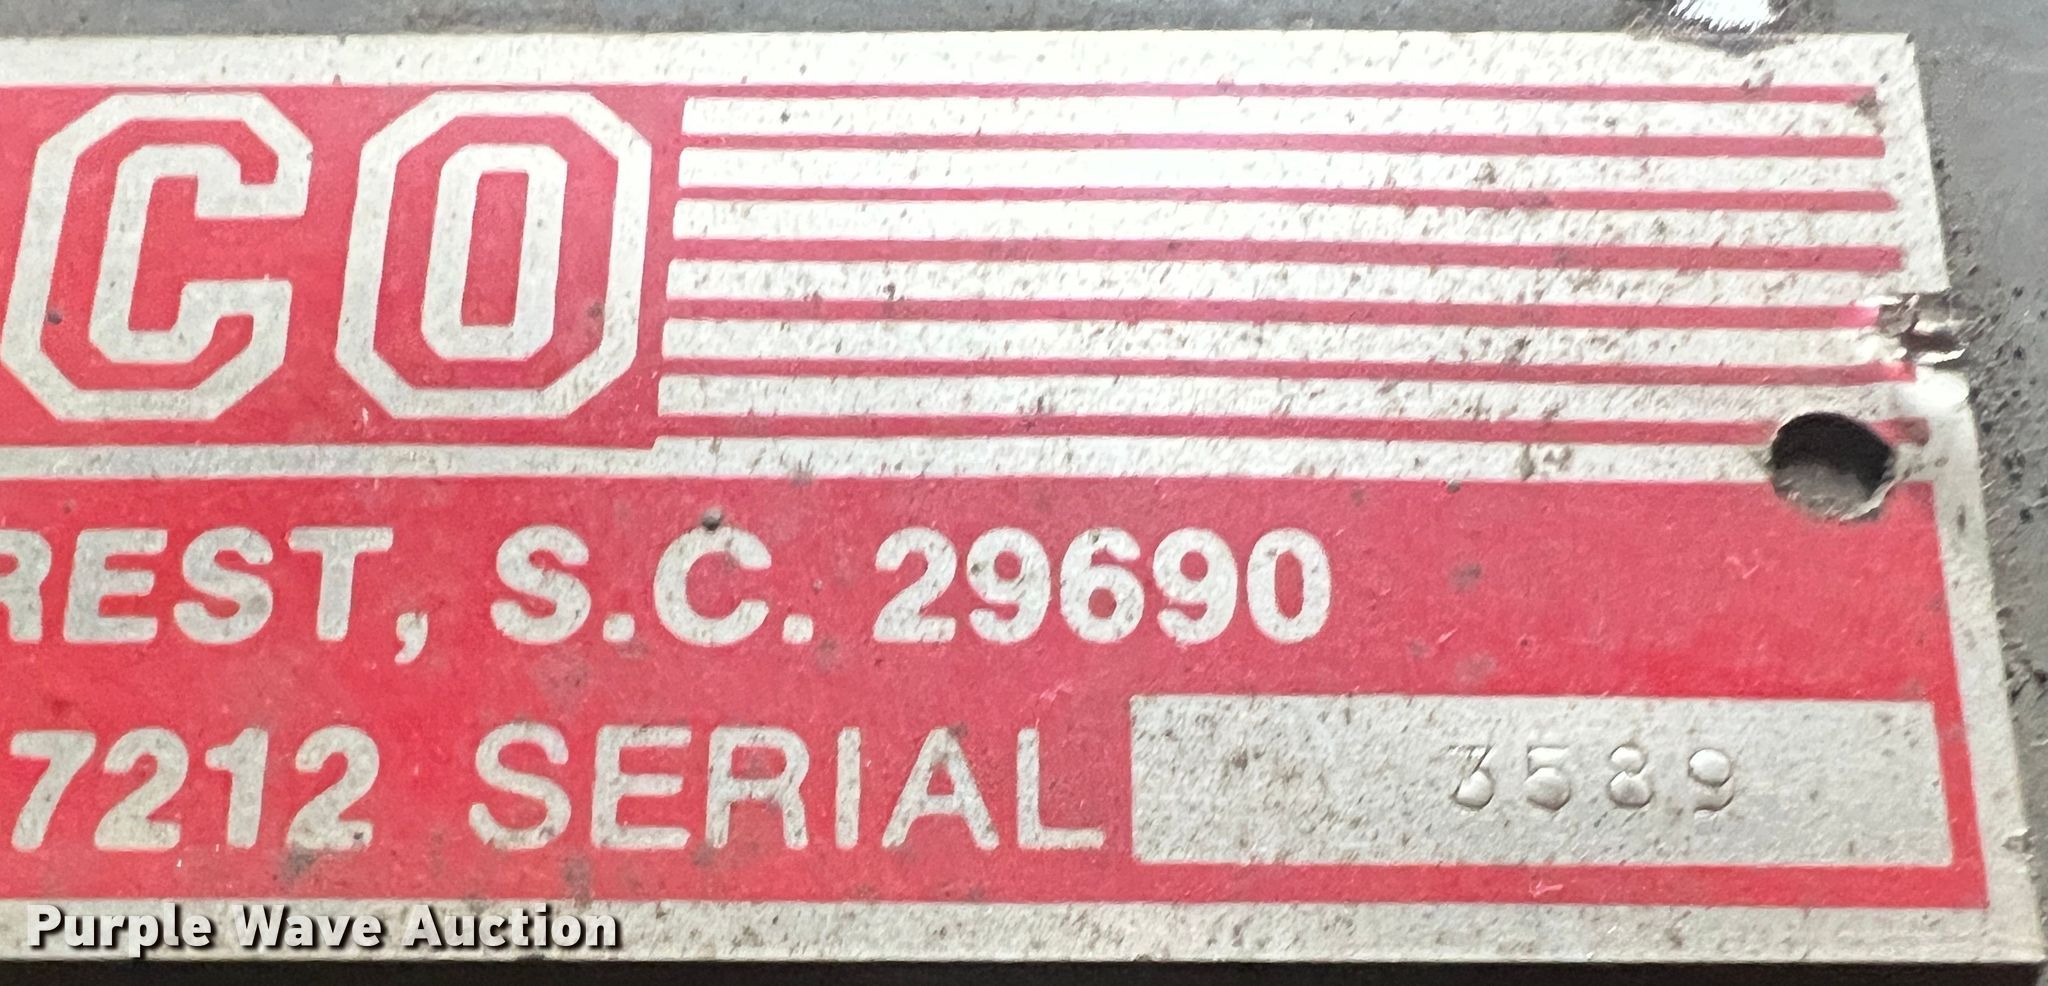 CO
REST, S.C. 29690
7212 SERIAL 3589
Purple Wave Auction